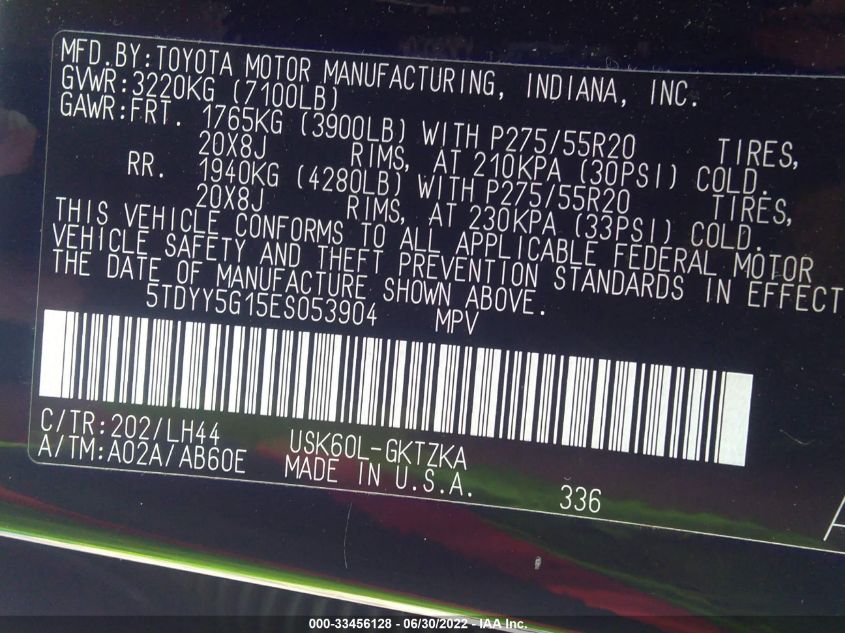 MFD.BY:TOYOTA MOTOR MANUFACTURING, INDIANA, INC.
GVWR:3220KG (7100LB)
GAWR:FRT. 1765KG (3900LB) WITH P275/55R20 TIRES,
20X8J RIMS, AT 210KPA (30PSI) COLD.
RR. 1940KG (4280LB) WITH P275/55R20 TIRES,
20X8J RIMS, AT 230KPA (33PSI) COLD.
THIS VEHICLE CONFORMS TO ALL APPLICABLE FEDERAL MOTOR
VEHICLE SAFETY AND THEFT PREVENTION STANDARDS IN EFFECT
THE DATE OF MANUFACTURE SHOWN ABOVE.
5TDYY5G15ES053904 MPV
C/TR:202/LH44 USK60L-GKTZKA
A/TM:A02A/AB60E MADE IN U.S.A. 336
000-33456128 - 06/30/2022 - IAA Inc.